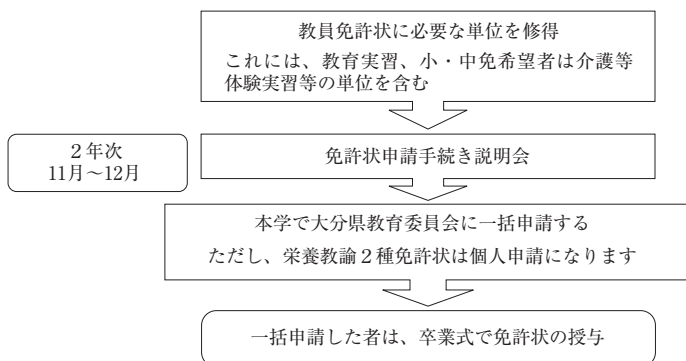 教員免許状に必要な単位を修得
これには、教育実習、小・中免希望者は介護等
体験実習等の単位を含む
2年次
11月～12月
免許状申請手続き説明会
本学で大分県教育委員会に一括申請する
ただし、栄養教諭2種免許状は個人申請になります
一括申請した者は、卒業式で免許状の授与